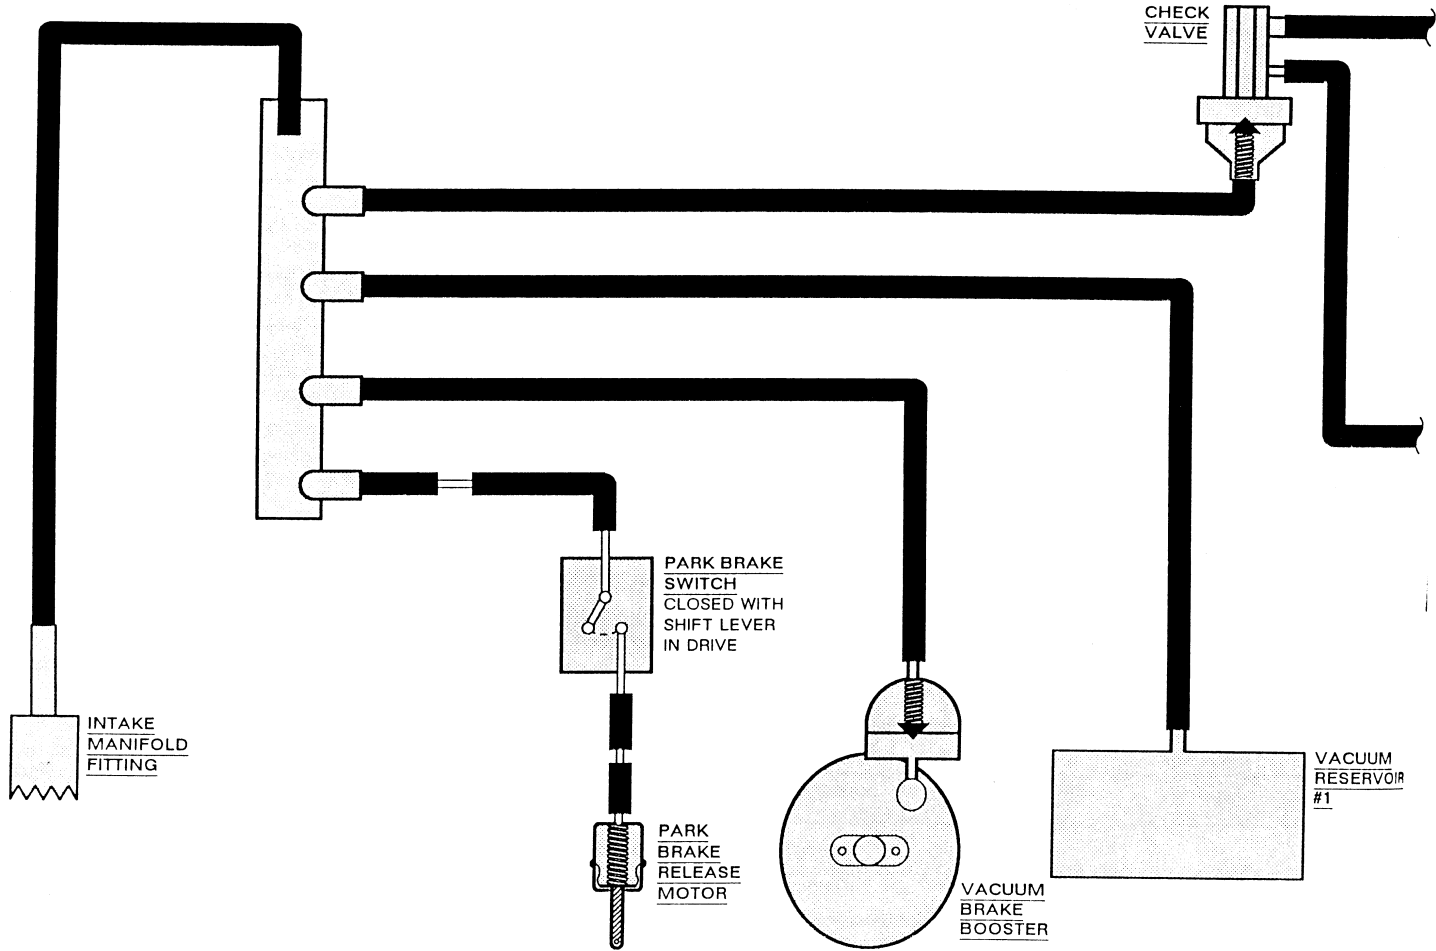 CHECK
VALVE
PARK BRAKE
SWITCH
CLOSED WITH
SHIFT LEVER
IN DRIVE
INTAKE
MANIFOLD
FITTING
VACUUM
RESERVOIR
#1
PARK
BRAKE
RELEASE
MOTOR
VACUUM
BRAKE
BOOSTER